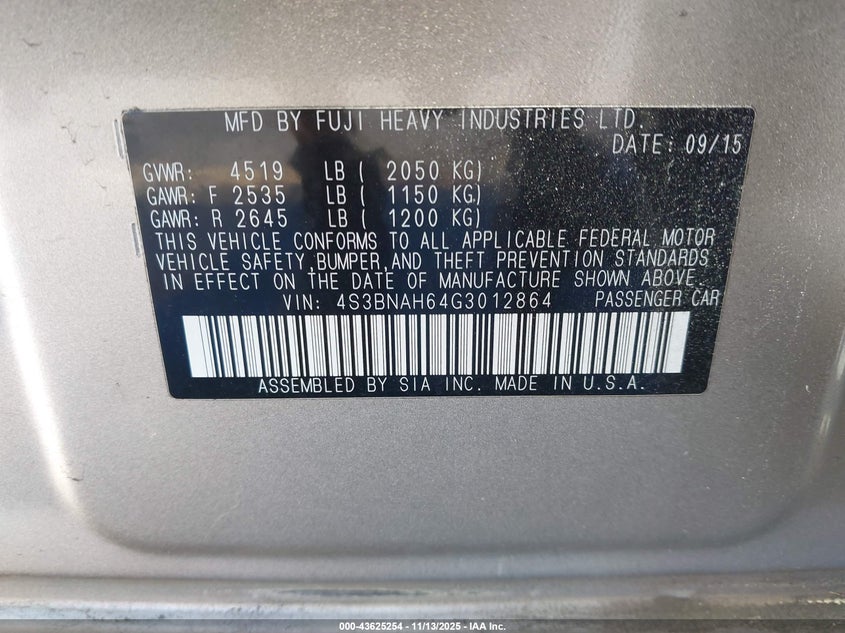 MFD BY FUJI HEAVY INDUSTRIES LTD.
DATE: 09/15
GVWR: 4519 LB ( 2050 KG)
GAWR: F 2535 LB ( 1150 KG)
GAWR: R 2645 LB ( 1200 KG)
THIS VEHICLE CONFORMS TO ALL APPLICABLE FEDERAL MOTOR
VEHICLE SAFETY,BUMPER,AND THEFT PREVENTION STANDARDS
IN EFFECT ON THE DATE OF MANUFACTURE SHOWN ABOVE.
VIN: 4S3BNAH64G3012864 PASSENGER CAR
ASSEMBLED BY SIA INC. MADE IN U.S.A.
000-43625254 - 11/13/2025 - IAA Inc.